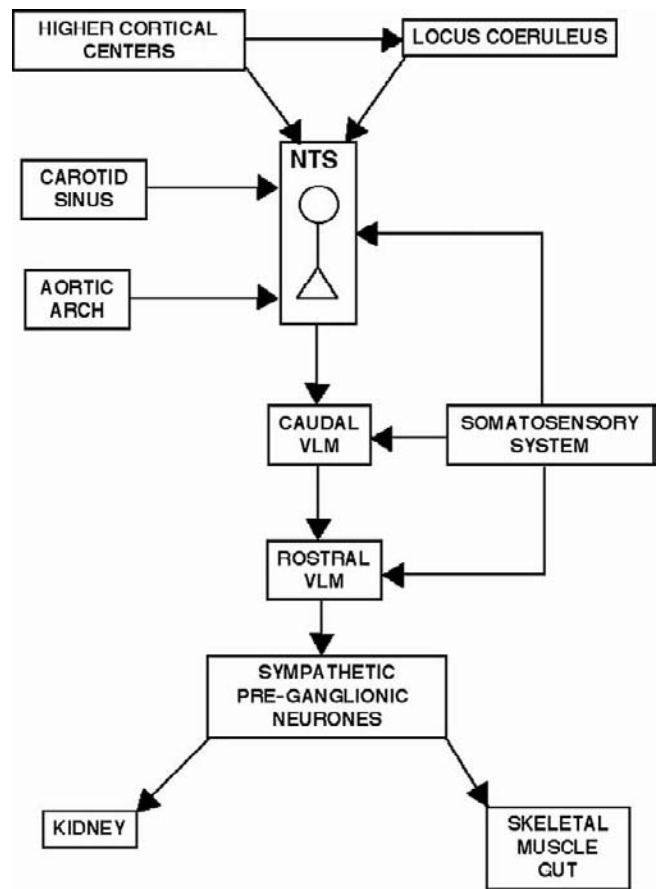 HIGHER CORTICAL
CENTERS
LOCUS COERULEUS
NTS
CAROTID
SINUS
AORTIC
ARCH
CAUDAL
VLM
SOMATOSENSORY
SYSTEM
ROSTRAL
VLM
SYMPATHETIC
PRE-GANGLIONIC
NEURONES
KIDNEY
SKELETAL
MUSCLE
GUT